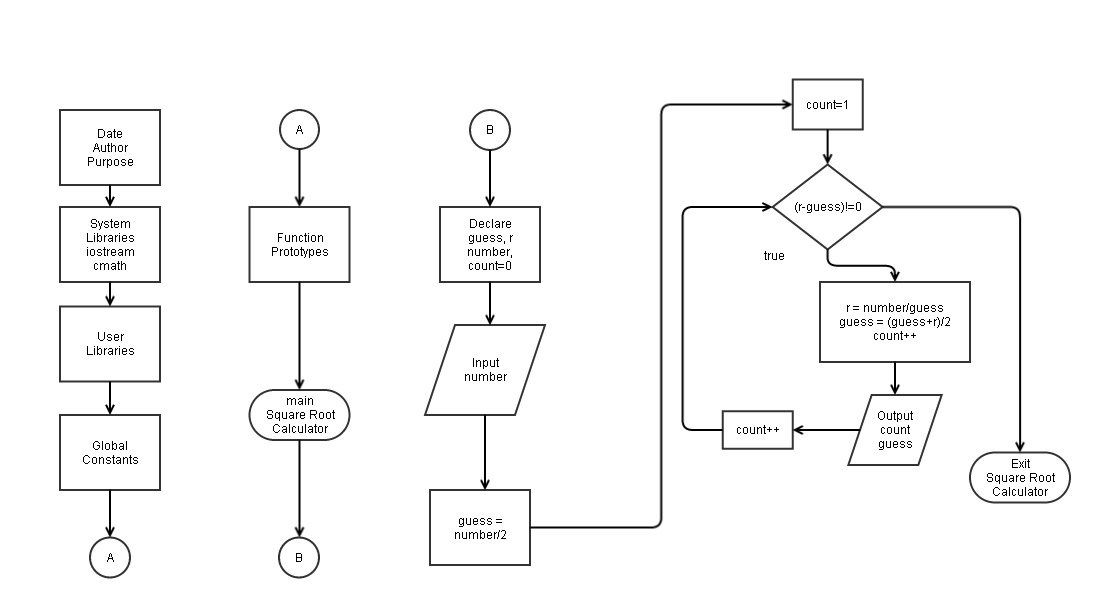 Date
Author
Purpose
System
Libraries
iostream
cmath
User
Libraries
Global
Constants
A
A
Function
Prototypes
main
Square Root
Calculator
B
B
Declare
guess, r
number,
count=0
Input
number
guess =
number/2
count=1
(r-guess)!=0
true
r = number/guess
guess = (guess+r)/2
count++
Output
count
guess
count++
Exit
Square Root
Calculator